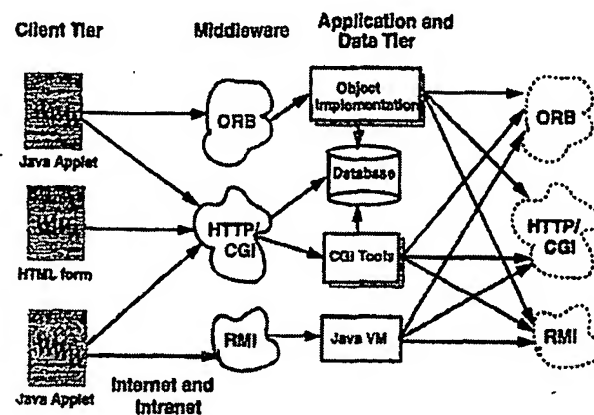 Client Tier
Middleware
Application and
Data Tier
Java Applet
ORB
Object
Implementation
ORB
Database
HTML form
HTTP/
CGI
CGI Tools
HTTP/
CGI
Java Applet
RMI
Java VM
RMI
Internet and
Intranet